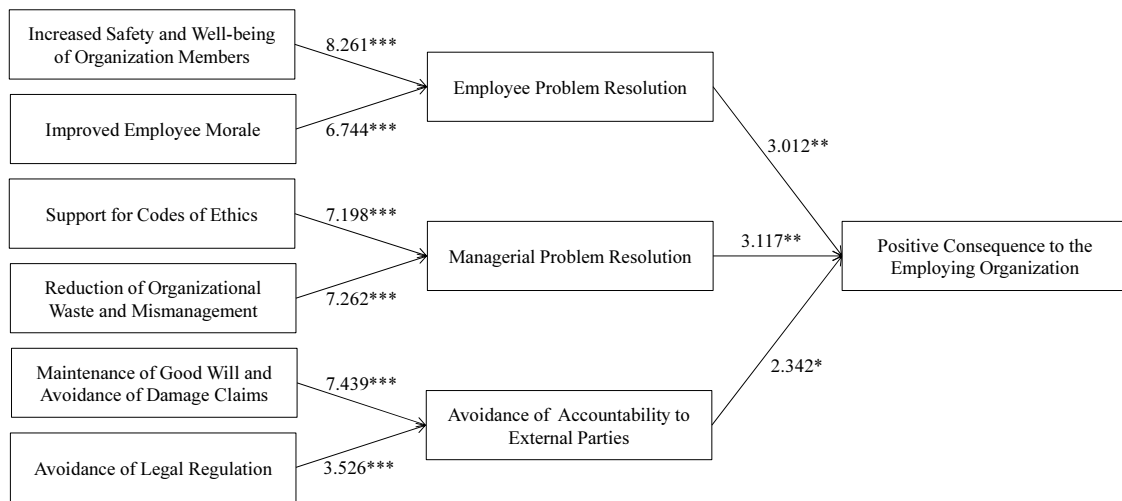 Increased Safety and Well-being
of Organization Members
8.261***
Employee Problem Resolution
Improved Employee Morale
6.744***
3.012**
Support for Codes of Ethics
7.198***
Managerial Problem Resolution
3.117**
Positive Consequence to the
Employing Organization
Reduction of Organizational
Waste and Mismanagement
7.262***
2.342*
Maintenance of Good Will and
Avoidance of Damage Claims
7.439***
Avoidance of Accountability to
External Parties
Avoidance of Legal Regulation
3.526***